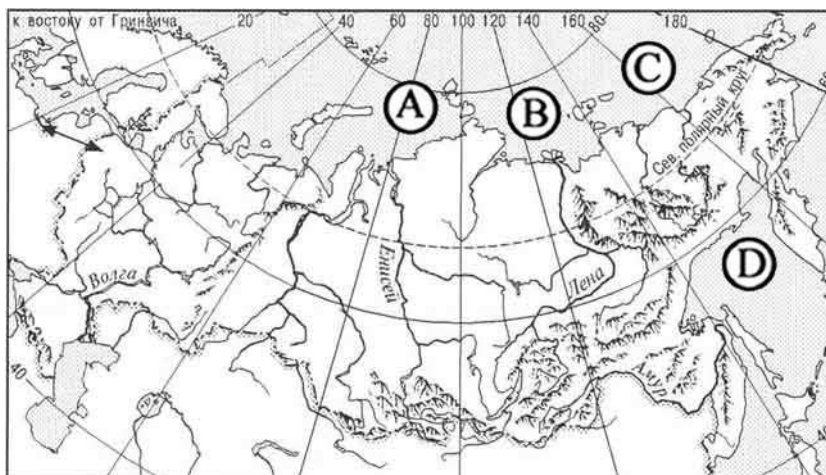 к востоку от Гринвича 20 40 60 80 100 120 140 160 180
80
A
B
C
Сев. полярный круг
D
Волга
Енисей
Лена
Амур
40